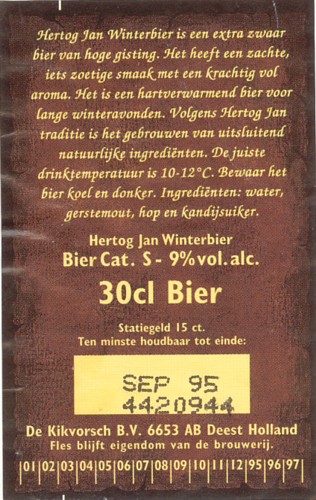 Hertog Jan Winterbier is een extra zwaar
bier van hoge gisting. Het heeft een zachte,
iets zoetige smaak met een krachtig vol
aroma. Het is een hartverwarmend bier voor
lange winteravonden. Volgens Hertog Jan
traditie is het gebrouwen van uitsluitend
natuurlijke ingrediënten. De juiste
drinktemperatuur is 10-12°C. Bewaar het
bier koel en donker. Ingrediënten: water,
gerstemout, hop en kandijsuiker.
Hertog Jan Winterbier
Bier Cat. S - 9% vol. alc.
30cl Bier
Statiegeld 15 ct.
Ten minste houdbaar tot einde:
SEP 95
4420944
De Kikvorsch B.V. 6653 AB Deest Holland
Fles blijft eigendom van de brouwerij.
|01|02|03|04|05|06|07|08|09|10|11|12|95|96|97|